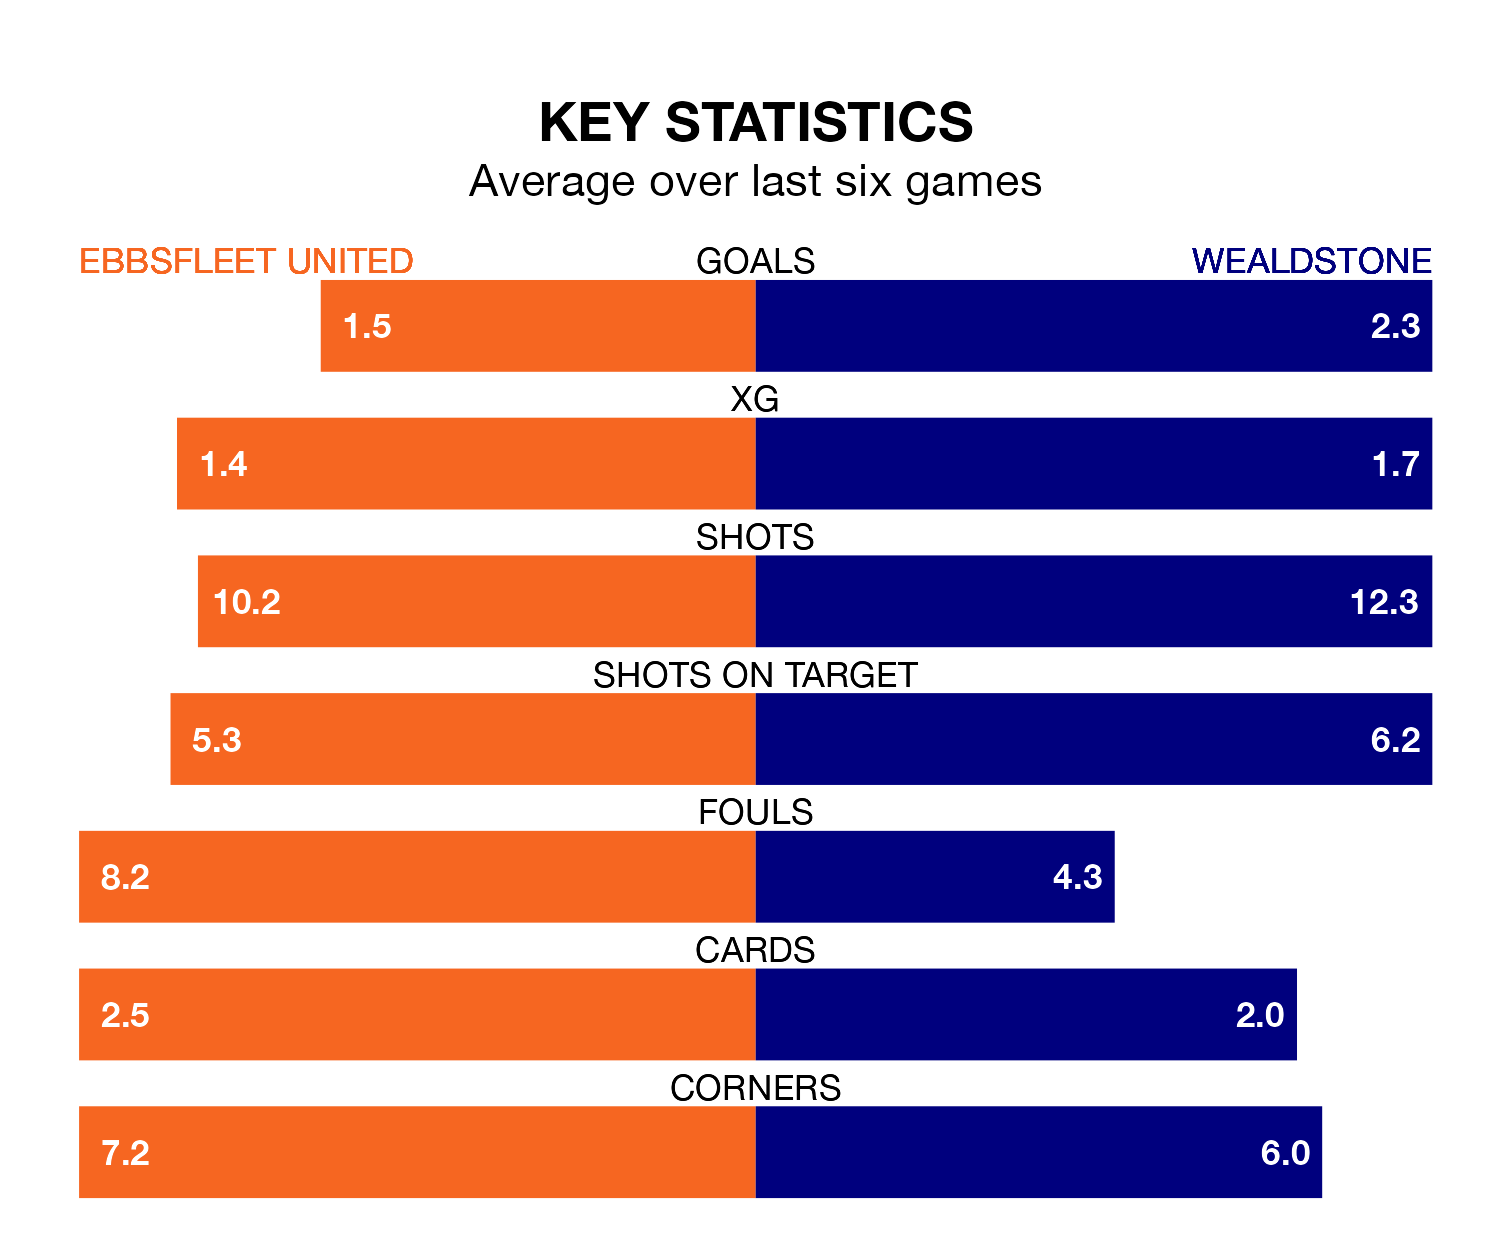 KEY STATISTICS
Average over last six games
EBBSFLEET UNITED GOALS WEALDSTONE
1.5 2.3
XG
1.4 1.7
SHOTS
10.2 12.3
SHOTS ON TARGET
5.3 6.2
FOULS
8.2 4.3
CARDS
2.5 2.0
CORNERS
7.2 6.0